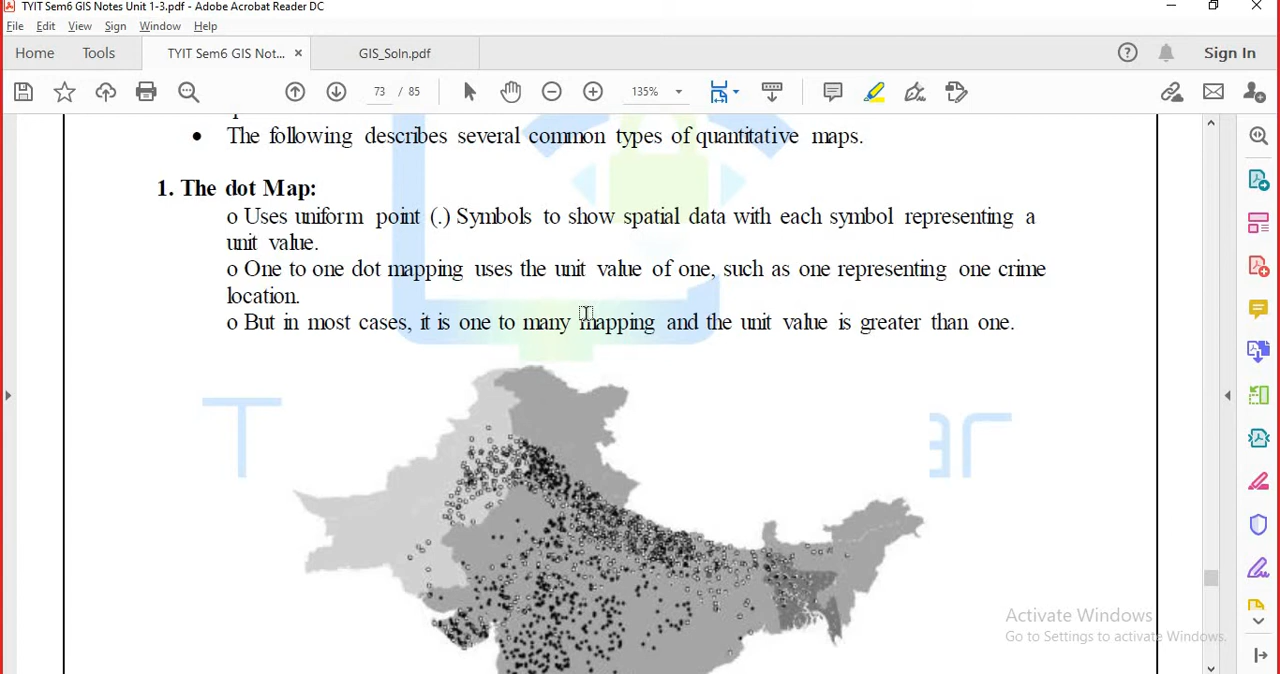 TYIT Sem6 GIS Notes Unit 1-3.pdf - Adobe Acrobat Reader DC
File Edit View Sign Window Help
Home Tools TYIT Sem6 GIS Not... × GIS_Soln.pdf Sign In
73 / 85 135%
• The following describes several common types of quantitative maps.
1. The dot Map:
o Uses uniform point (.) Symbols to show spatial data with each symbol representing a
unit value.
o One to one dot mapping uses the unit value of one, such as one representing one crime
location.
o But in most cases, it is one to many mapping and the unit value is greater than one.
Activate Windows
Go to Settings to activate Windows.